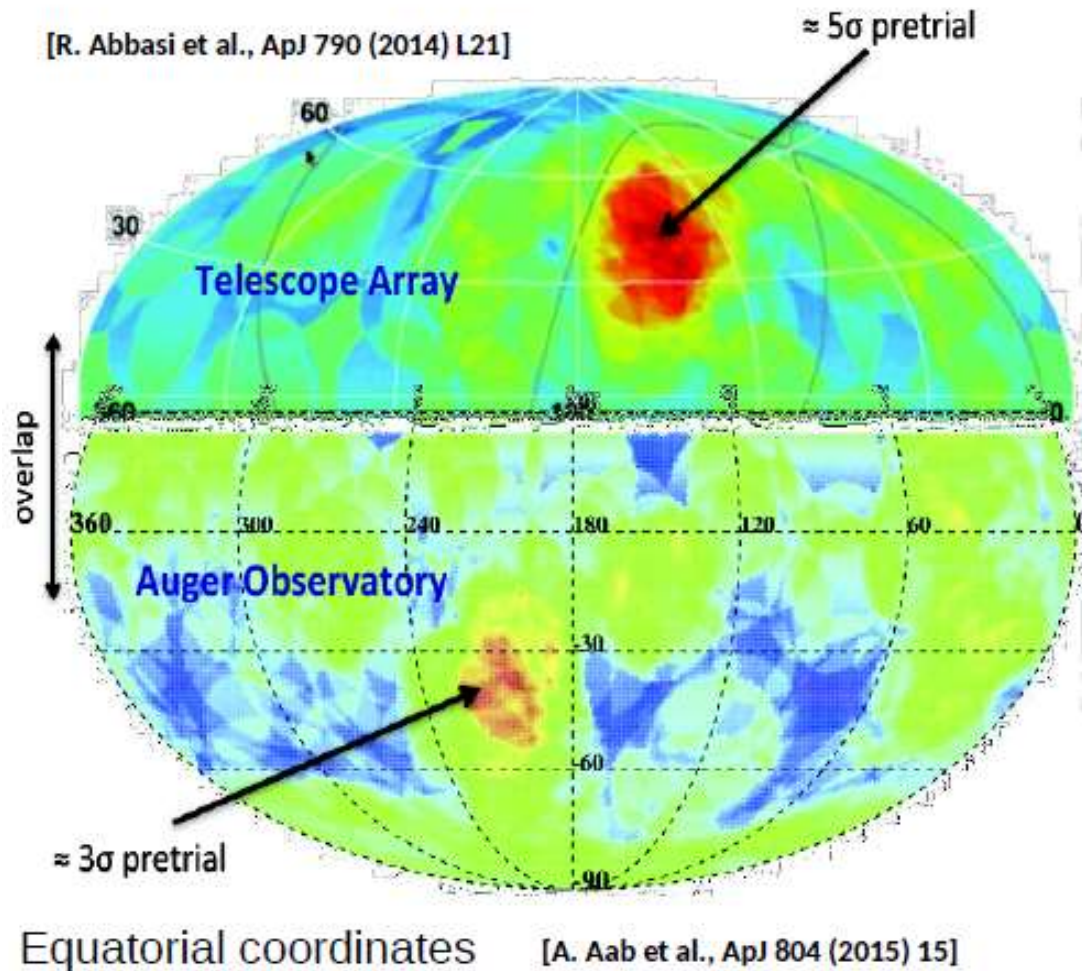 ≈ 5σ pretrial
[R. Abbasi et al., ApJ 790 (2014) L21]
60
30
Telescope Array
overlap
0
360 300 240 180 120 60
Auger Observatory
-30
-60
≈ 3σ pretrial
-90
Equatorial coordinates [A. Aab et al., ApJ 804 (2015) 15]